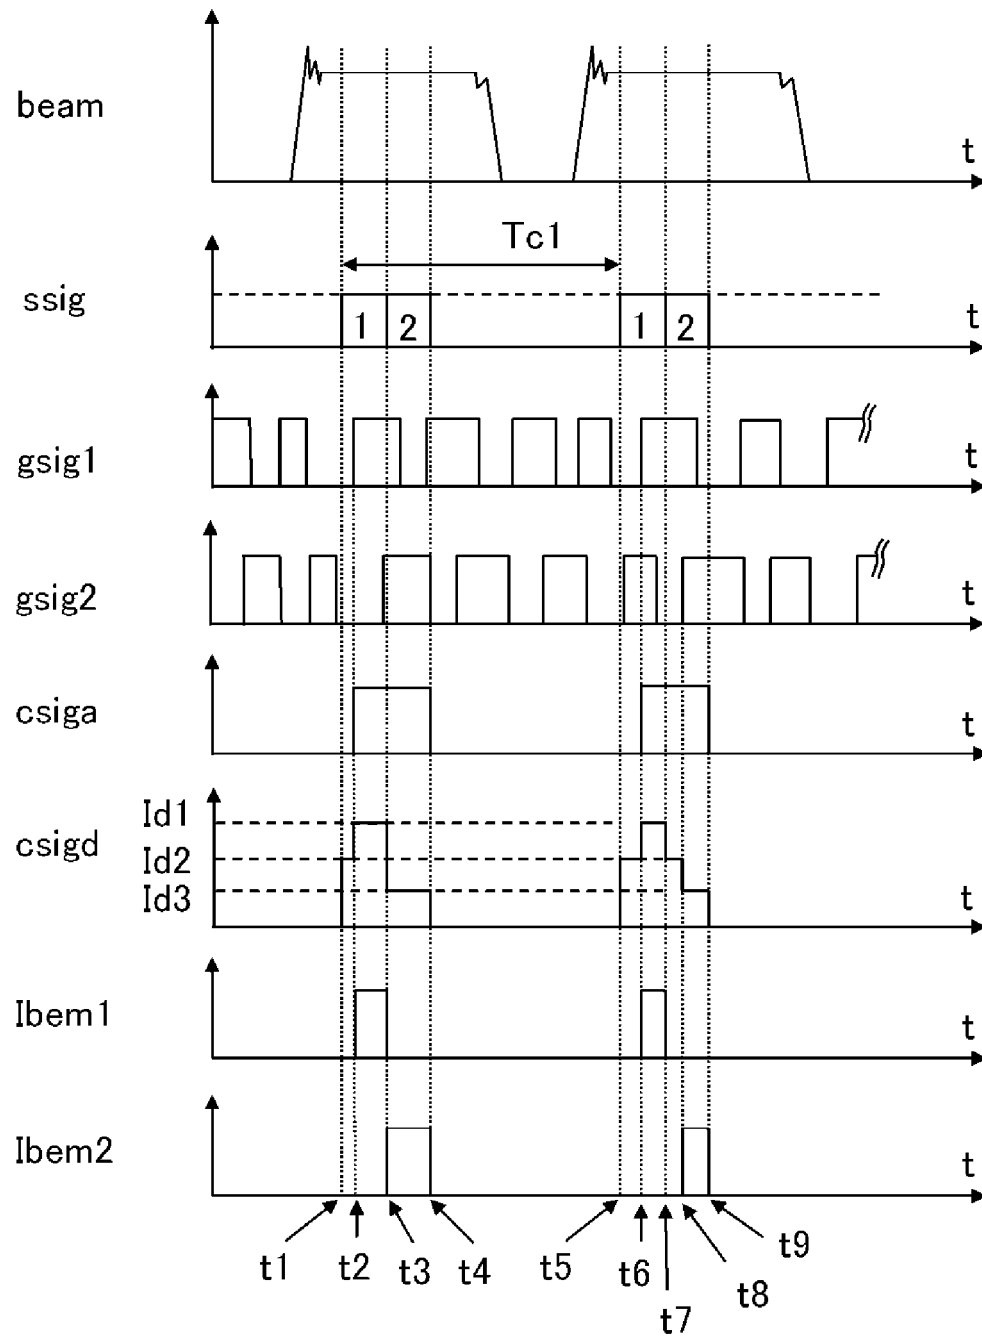 beam
t
Tc1
ssig
1 2 1 2
t
gsig1
t
gsig2
t
csiga
t
Id1
csigd
Id2
Id3
t
Ibem1
t
Ibem2
t
t1 t2 t3 t4 t5 t6 t7 t8 t9